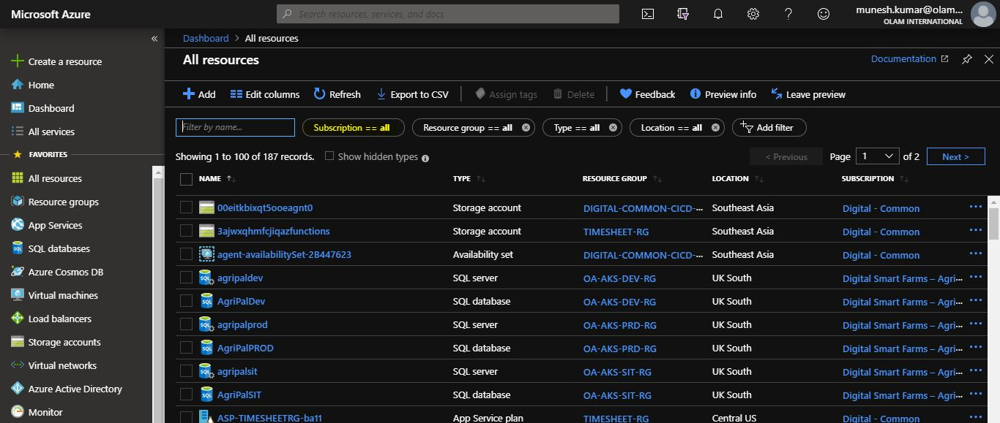 Microsoft Azure
Search resources, services, and docs
munesh.kumar@olam...
OLAM INTERNATIONAL
«
Create a resource
Home
Dashboard
All services
FAVORITES
All resources
Resource groups
App Services
SQL databases
Azure Cosmos DB
Virtual machines
Load balancers
Storage accounts
Virtual networks
Azure Active Directory
Monitor
Dashboard > All resources
All resources
Documentation
Add Edit columns Refresh Export to CSV Assign tags Delete Feedback Preview info Leave preview
Filter by name... Subscription == all Resource group == all Type == all Location == all Add filter
Showing 1 to 100 of 187 records. Show hidden types < Previous Page 1 of 2 Next >
NAME TYPE RESOURCE GROUP LOCATION SUBSCRIPTION
00eitkbixqt5ooeagnt0 Storage account DIGITAL-COMMON-CICD-... Southeast Asia Digital - Common
3ajwxqhmfcjiqazfunctions Storage account TIMESHEET-RG Southeast Asia Digital - Common
agent-availabilitySet-2B447623 Availability set DIGITAL-COMMON-CICD-... Southeast Asia Digital - Common
agripaldev SQL server OA-AKS-DEV-RG UK South Digital Smart Farms – Agri...
AgriPalDev SQL database OA-AKS-DEV-RG UK South Digital Smart Farms – Agri...
agripalprod SQL server OA-AKS-PRD-RG UK South Digital Smart Farms – Agri...
AgriPalPROD SQL database OA-AKS-PRD-RG UK South Digital Smart Farms – Agri...
agripalsit SQL server OA-AKS-SIT-RG UK South Digital Smart Farms – Agri...
AgriPalSIT SQL database OA-AKS-SIT-RG UK South Digital Smart Farms – Agri...
ASP-TIMESHEETRG-ba11 App Service plan TIMESHEET-RG Central US Digital - Common